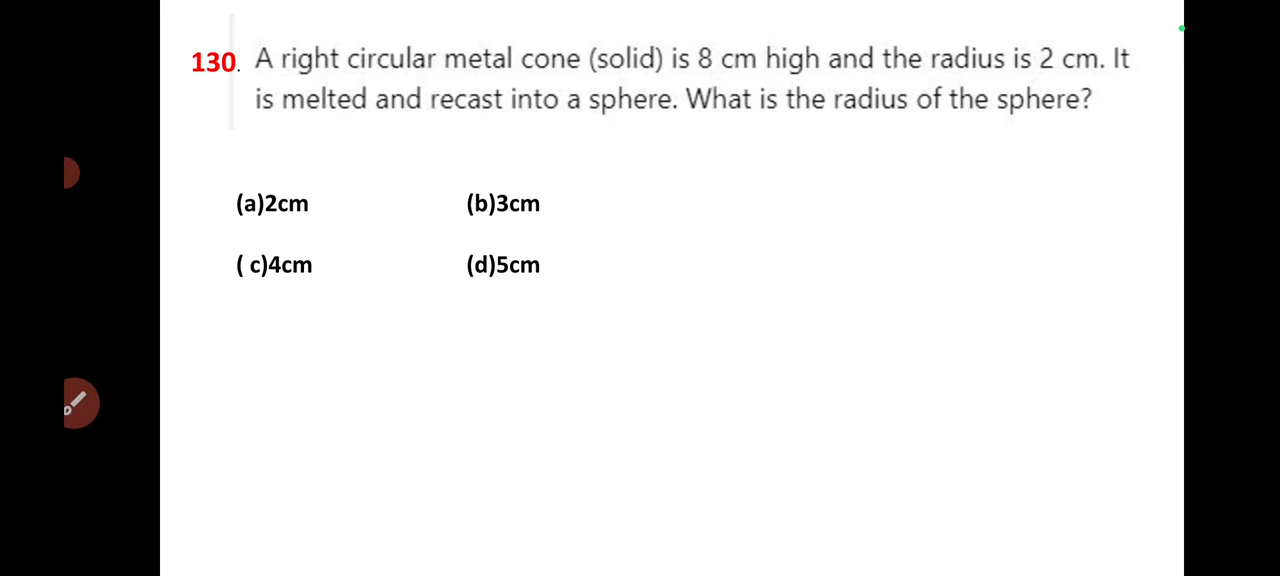 130. A right circular metal cone (solid) is 8 cm high and the radius is 2 cm. It
is melted and recast into a sphere. What is the radius of the sphere?
(a)2cm (b)3cm
( c)4cm (d)5cm